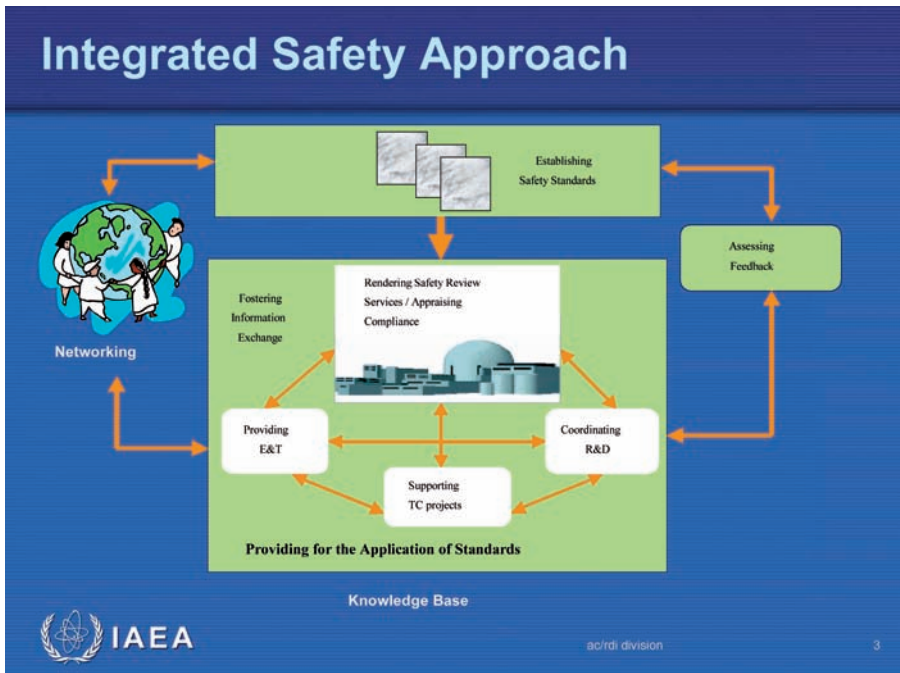 Integrated Safety Approach
Establishing
Safety Standards
Assessing
Feedback
Networking
Fostering
Information
Exchange
Rendering Safety Review
Services / Appraising
Compliance
Providing
E&T
Coordinating
R&D
Supporting
TC projects
Providing for the Application of Standards
Knowledge Base
IAEA
ac/rdi division
3